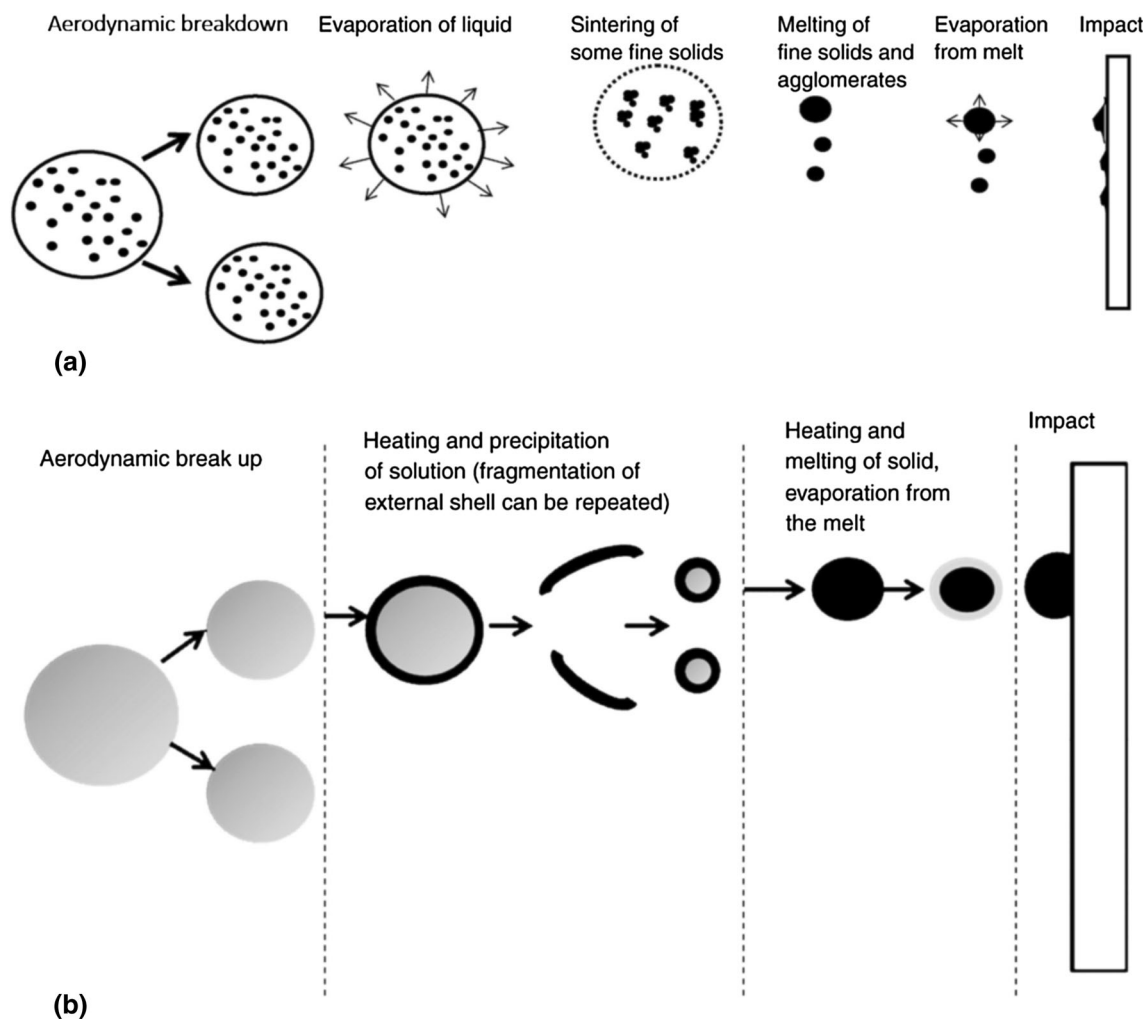 Aerodynamic breakdown
Evaporation of liquid
Sintering of
some fine solids
Melting of
fine solids and
agglomerates
Evaporation
from melt
Impact
(a)
Aerodynamic break up
Heating and precipitation
of solution (fragmentation of
external shell can be repeated)
Heating and
melting of solid,
evaporation from
the melt
Impact
(b)